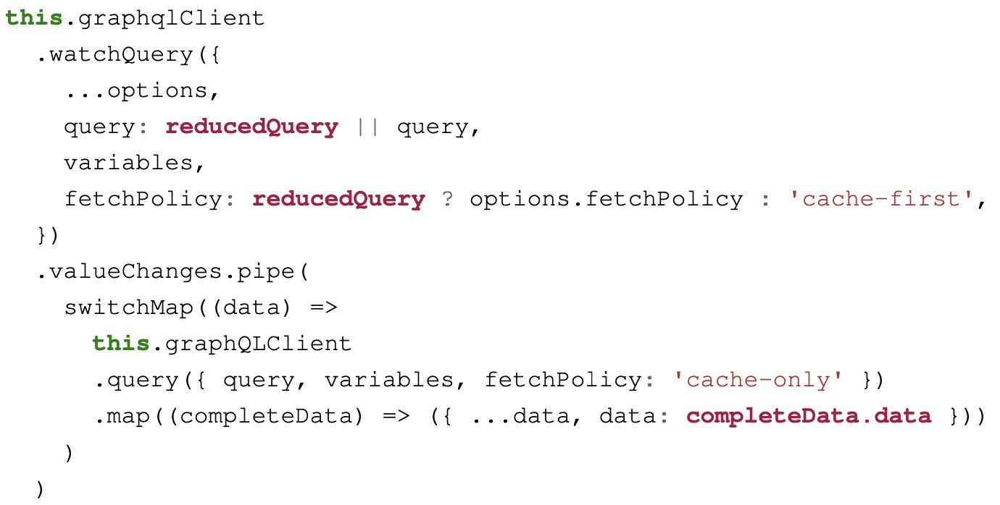 this.graphqlClient
  .watchQuery({
    ...options,
    query: reducedQuery || query,
    variables,
    fetchPolicy: reducedQuery ? options.fetchPolicy : 'cache-first',
  })
  .valueChanges.pipe(
    switchMap((data) =>
      this.graphQLClient
      .query({ query, variables, fetchPolicy: 'cache-only' })
      .map((completeData) => ({ ...data, data: completeData.data }))
    )
  )